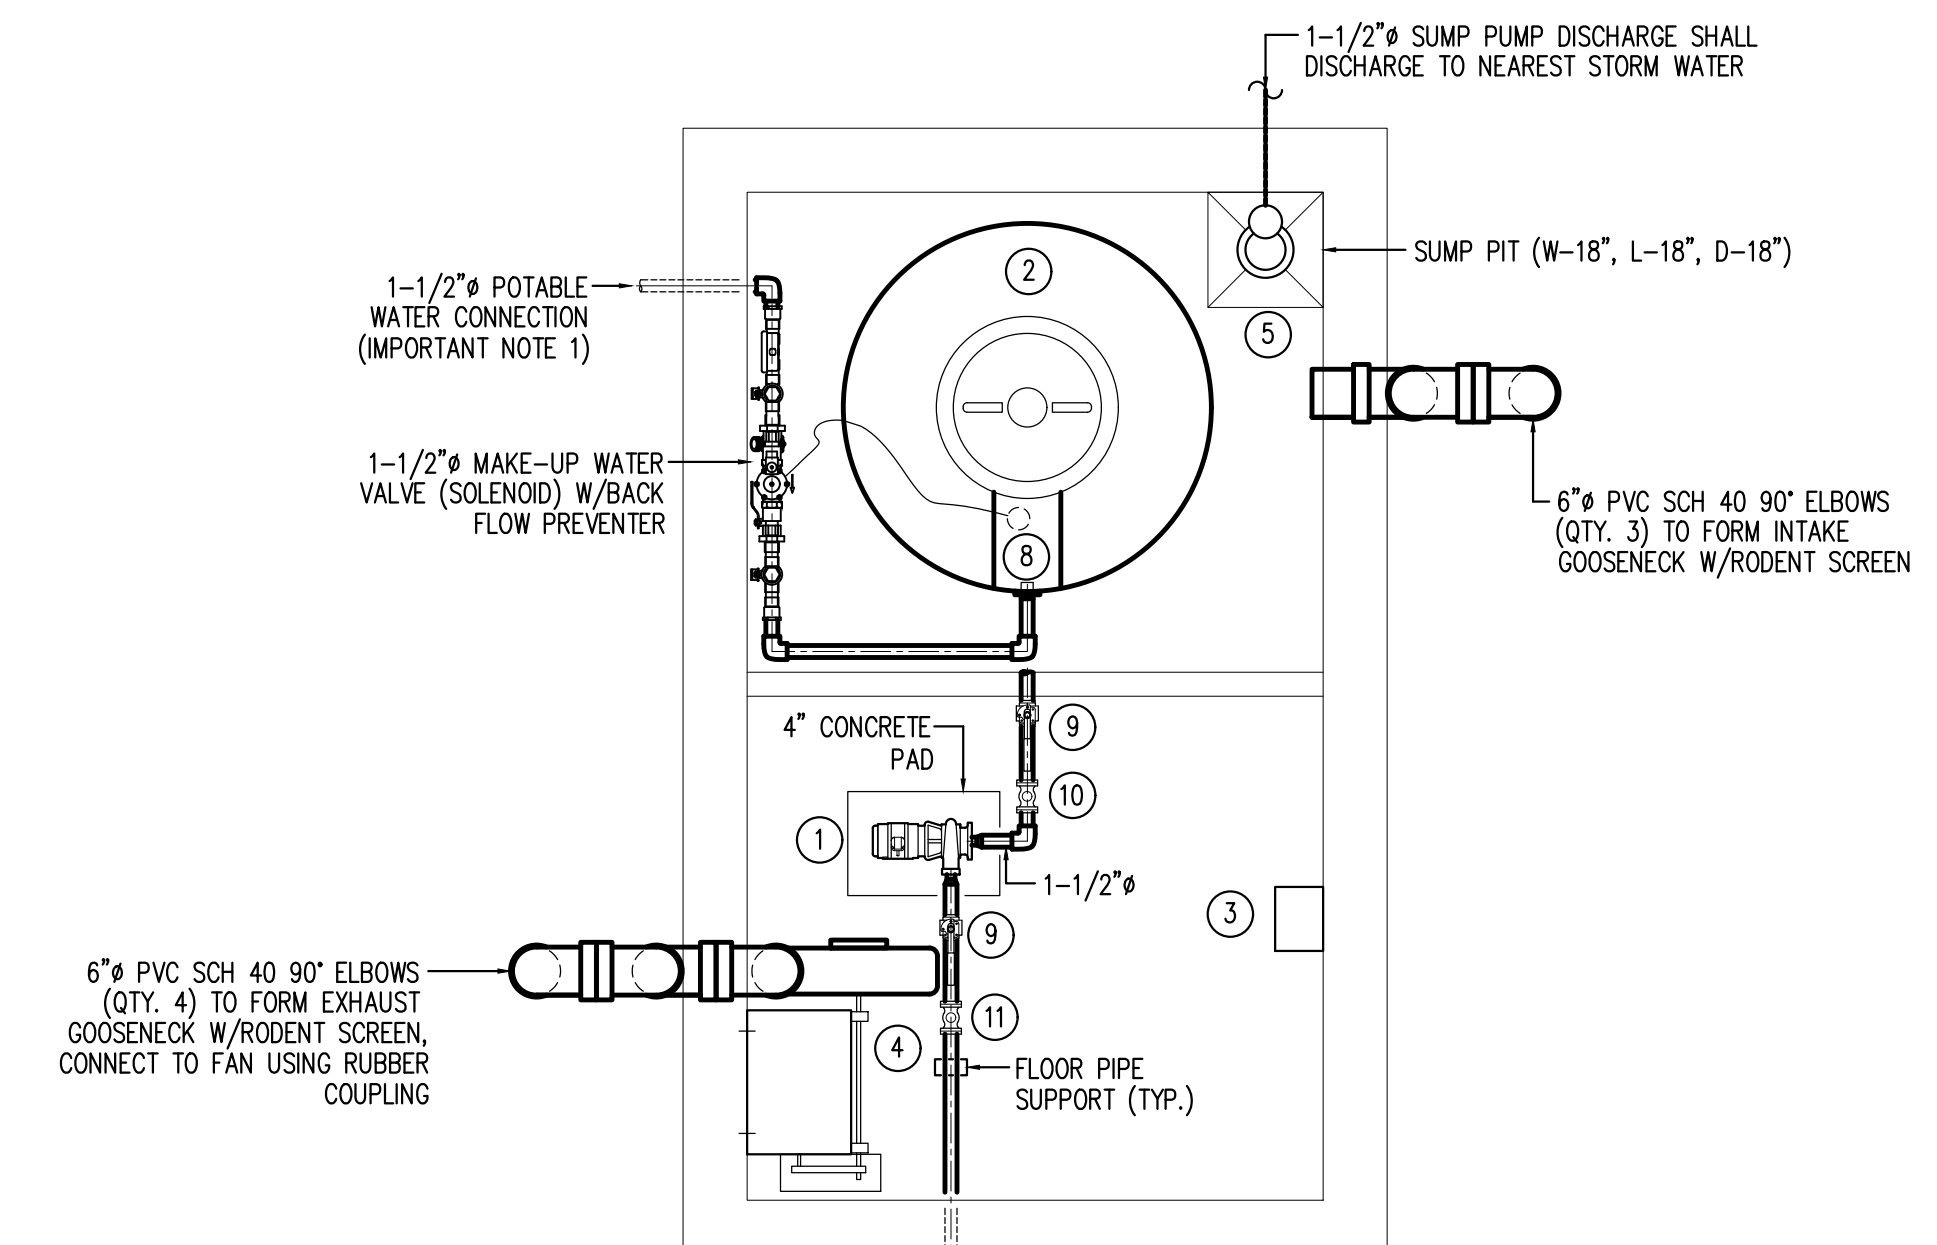 1-1/2"ø SUMP PUMP DISCHARGE SHALL
DISCHARGE TO NEAREST STORM WATER
SUMP PIT (W-18", L-18", D-18")
2
5
1-1/2"ø POTABLE
WATER CONNECTION
(IMPORTANT NOTE 1)
1-1/2"ø MAKE-UP WATER
VALVE (SOLENOID) W/BACK
FLOW PREVENTER
6"ø PVC SCH 40 90° ELBOWS
(QTY. 3) TO FORM INTAKE
GOOSENECK W/RODENT SCREEN
8
4" CONCRETE
PAD
9
10
1
1-1/2"ø
3
9
6"ø PVC SCH 40 90° ELBOWS
(QTY. 4) TO FORM EXHAUST
GOOSENECK W/RODENT SCREEN,
CONNECT TO FAN USING RUBBER
COUPLING
11
4
FLOOR PIPE
SUPPORT (TYP.)